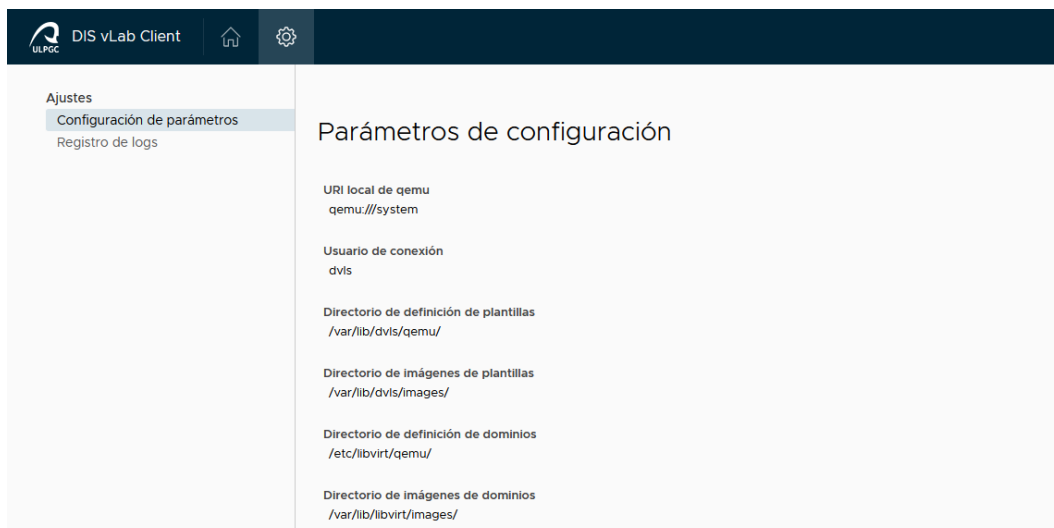 ULPGC
DIS vLab Client
Ajustes
Configuración de parámetros
Registro de logs
Parámetros de configuración
URI local de qemu
qemu:///system
Usuario de conexión
dvls
Directorio de definición de plantillas
/var/lib/dvls/qemu/
Directorio de imágenes de plantillas
/var/lib/dvls/images/
Directorio de definición de dominios
/etc/libvirt/qemu/
Directorio de imágenes de dominios
/var/lib/libvirt/images/